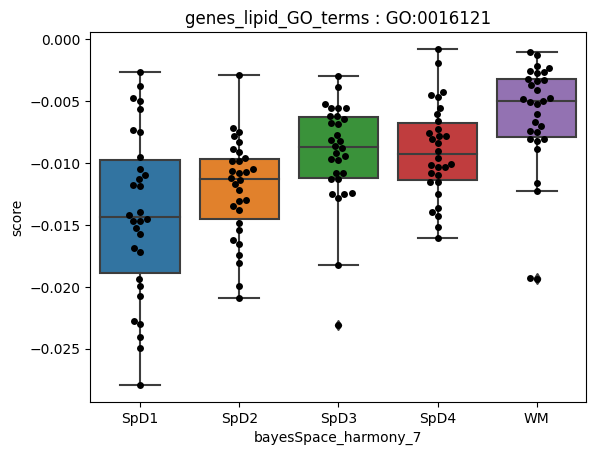 genes_lipid_GO_terms : GO:0016121
0.000
−0.005
−0.010
−0.015
−0.020
−0.025
score
SpD1 SpD2 SpD3 SpD4 WM
bayesSpace_harmony_7